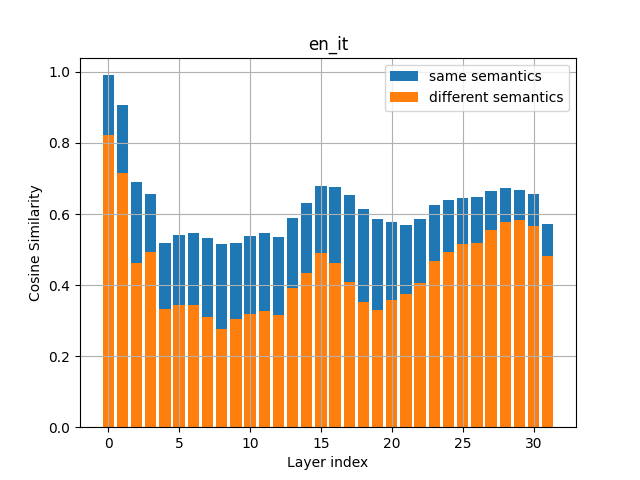 en_it
same semantics
different semantics
Cosine Similarity
1.0
0.8
0.6
0.4
0.2
0.0
0 5 10 15 20 25 30
Layer index